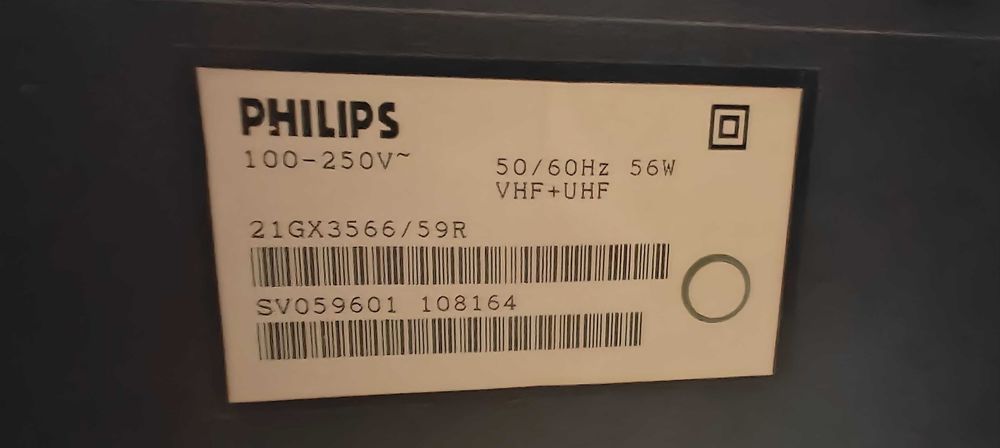 PHILIPS
100-250V~
50/60Hz 56W
VHF+UHF
21GX3566/59R
SV059601 108164